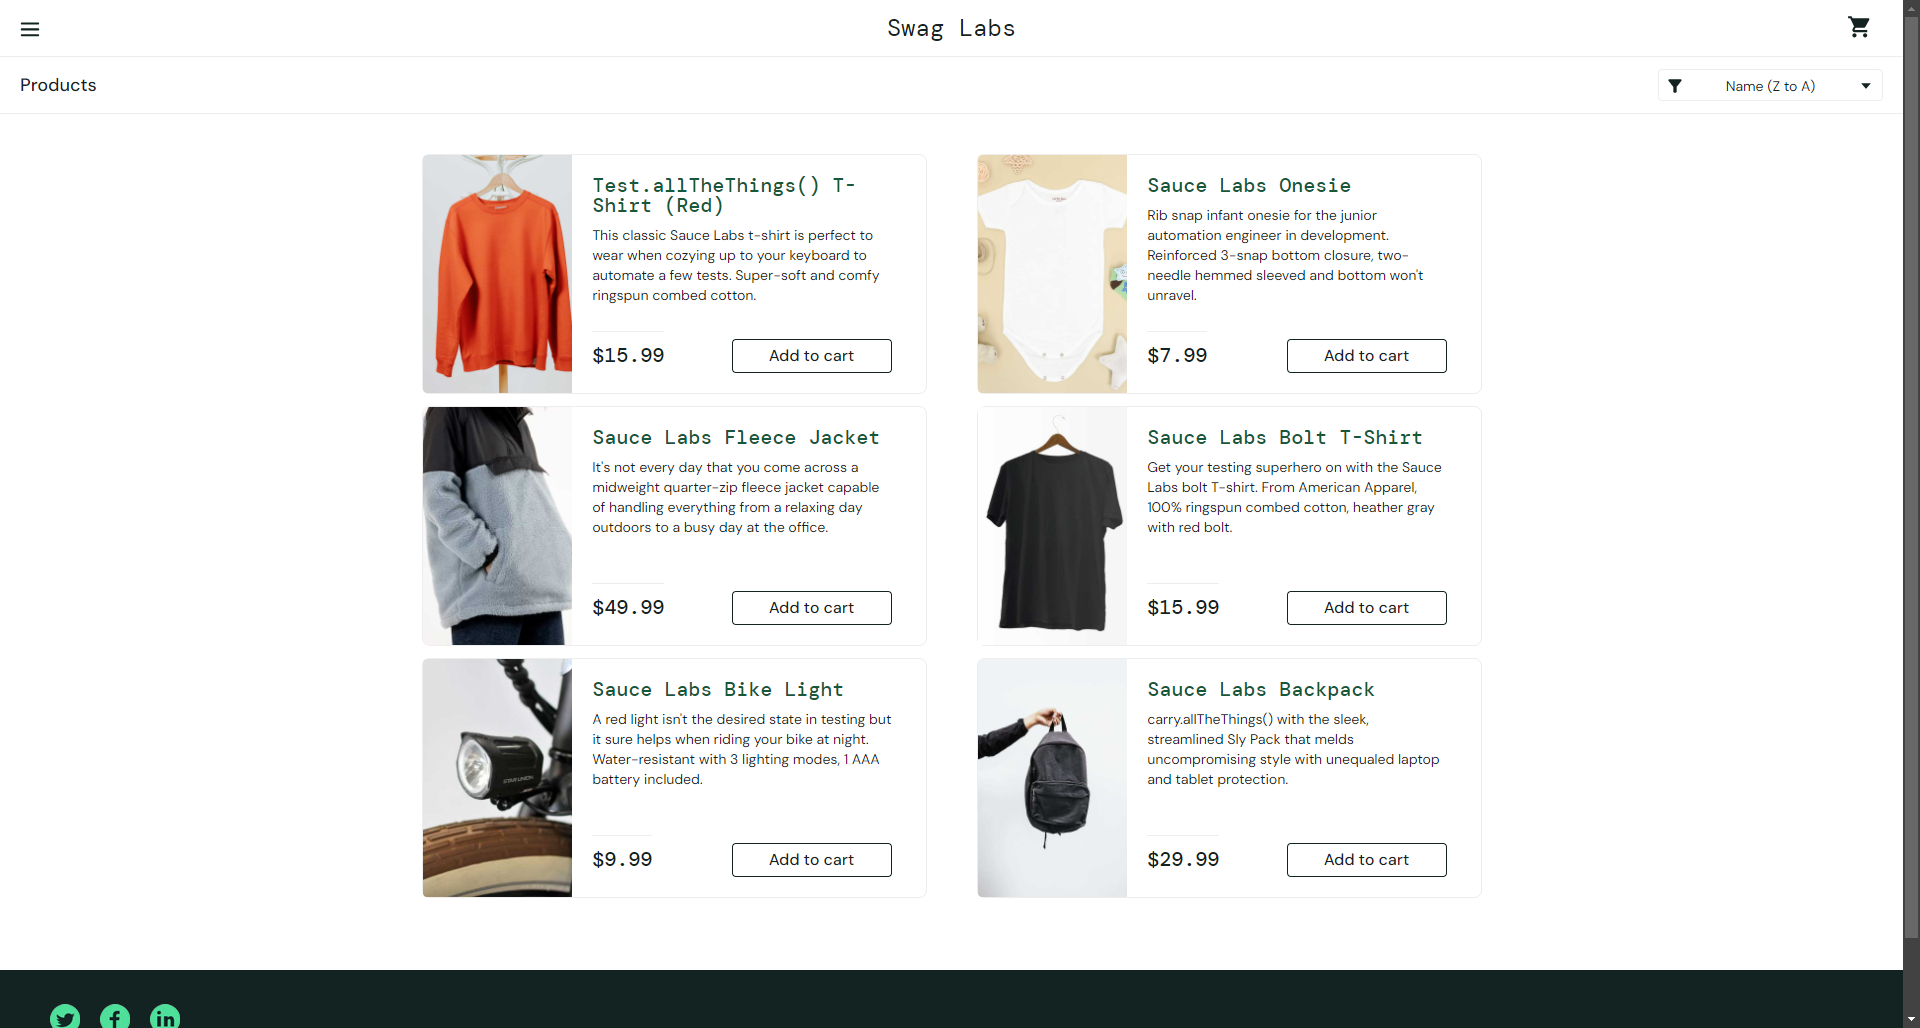 Swag Labs
Products
Name (Z to A)
Test.allTheThings() T-
Shirt (Red)
This classic Sauce Labs t-shirt is perfect to
wear when cozying up to your keyboard to
automate a few tests. Super-soft and comfy
ringspun combed cotton.
$15.99
Add to cart
Sauce Labs Onesie
Rib snap infant onesie for the junior
automation engineer in development.
Reinforced 3-snap bottom closure, two-
needle hemmed sleeved and bottom won't
unravel.
$7.99
Add to cart
Sauce Labs Fleece Jacket
It's not every day that you come across a
midweight quarter-zip fleece jacket capable
of handling everything from a relaxing day
outdoors to a busy day at the office.
$49.99
Add to cart
Sauce Labs Bolt T-Shirt
Get your testing superhero on with the Sauce
Labs bolt T-shirt. From American Apparel,
100% ringspun combed cotton, heather gray
with red bolt.
$15.99
Add to cart
Sauce Labs Bike Light
A red light isn't the desired state in testing but
it sure helps when riding your bike at night.
Water-resistant with 3 lighting modes, 1 AAA
battery included.
$9.99
Add to cart
Sauce Labs Backpack
carry.allTheThings() with the sleek,
streamlined Sly Pack that melds
uncompromising style with unequaled laptop
and tablet protection.
$29.99
Add to cart